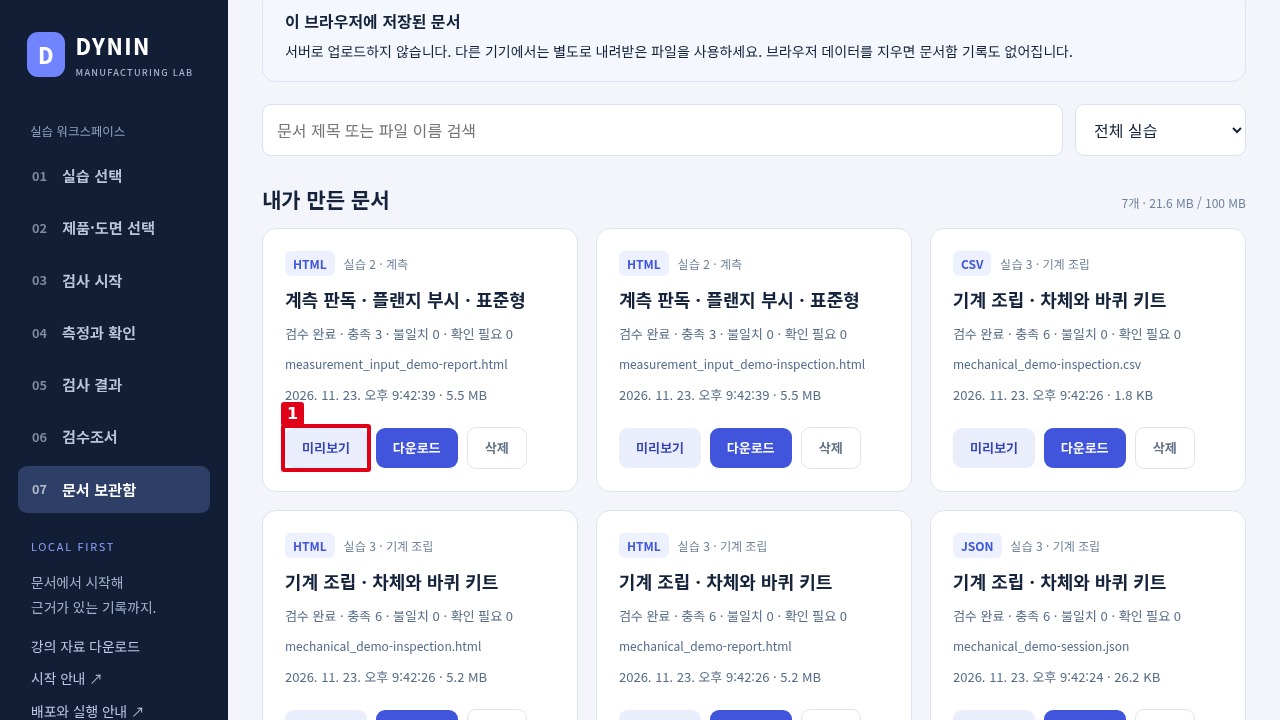 D
DYNIN
MANUFACTURING LAB
실습 워크스페이스
01 실습 선택
02 제품·도면 선택
03 검사 시작
04 측정과 확인
05 검사 결과
06 검수조서
07 문서 보관함
LOCAL FIRST
문서에서 시작해
근거가 있는 기록까지.
강의 자료 다운로드
시작 안내 ↗
배포와 실행 안내 ↗
이 브라우저에 저장된 문서
서버로 업로드하지 않습니다. 다른 기기에서는 별도로 내려받은 파일을 사용하세요. 브라우저 데이터를 지우면 문서함 기록도 없어집니다.
문서 제목 또는 파일 이름 검색
전체 실습
내가 만든 문서
7개 · 21.6 MB / 100 MB
HTML 실습 2 · 계측
계측 판독 · 플랜지 부시 · 표준형
검수 완료 · 충족 3 · 불일치 0 · 확인 필요 0
measurement_input_demo-report.html
2026. 11. 23. 오후 9:42:39 · 5.5 MB
1
미리보기 다운로드 삭제
HTML 실습 2 · 계측
계측 판독 · 플랜지 부시 · 표준형
검수 완료 · 충족 3 · 불일치 0 · 확인 필요 0
measurement_input_demo-inspection.html
2026. 11. 23. 오후 9:42:39 · 5.5 MB
미리보기 다운로드 삭제
CSV 실습 3 · 기계 조립
기계 조립 · 차체와 바퀴 키트
검수 완료 · 충족 6 · 불일치 0 · 확인 필요 0
mechanical_demo-inspection.csv
2026. 11. 23. 오후 9:42:26 · 1.8 KB
미리보기 다운로드 삭제
HTML 실습 3 · 기계 조립
기계 조립 · 차체와 바퀴 키트
검수 완료 · 충족 6 · 불일치 0 · 확인 필요 0
mechanical_demo-inspection.html
2026. 11. 23. 오후 9:42:26 · 5.2 MB
HTML 실습 3 · 기계 조립
기계 조립 · 차체와 바퀴 키트
검수 완료 · 충족 6 · 불일치 0 · 확인 필요 0
mechanical_demo-report.html
2026. 11. 23. 오후 9:42:26 · 5.2 MB
JSON 실습 3 · 기계 조립
기계 조립 · 차체와 바퀴 키트
검수 완료 · 충족 6 · 불일치 0 · 확인 필요 0
mechanical_demo-session.json
2026. 11. 23. 오후 9:42:24 · 26.2 KB